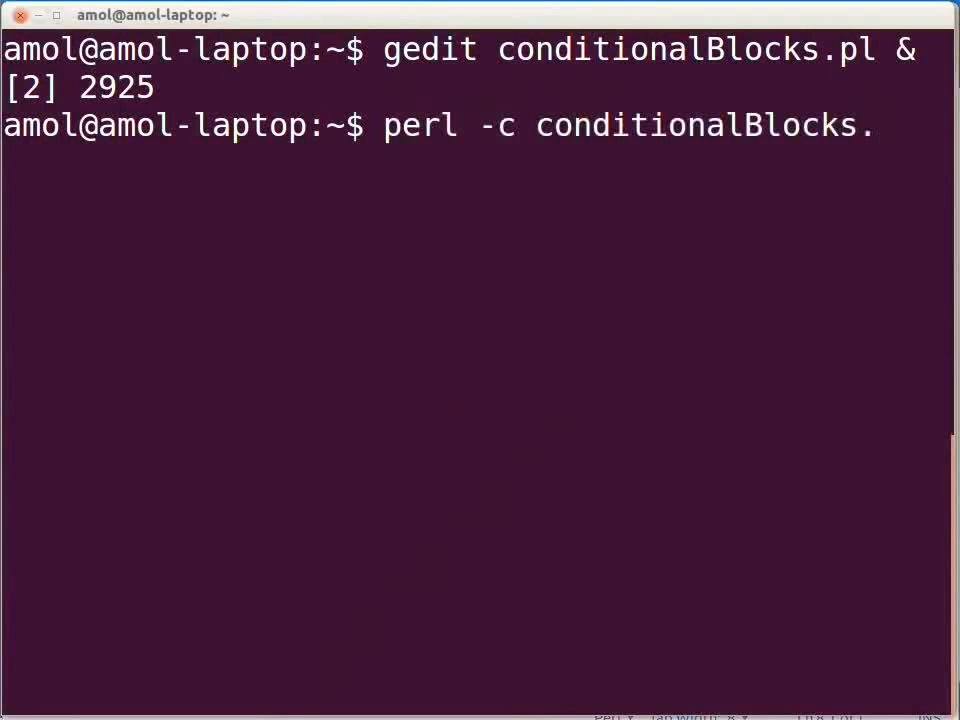 amol@amol-laptop: ~
amol@amol-laptop:~$ gedit conditionalBlocks.pl &
[2] 2925
amol@amol-laptop:~$ perl -c conditionalBlocks.